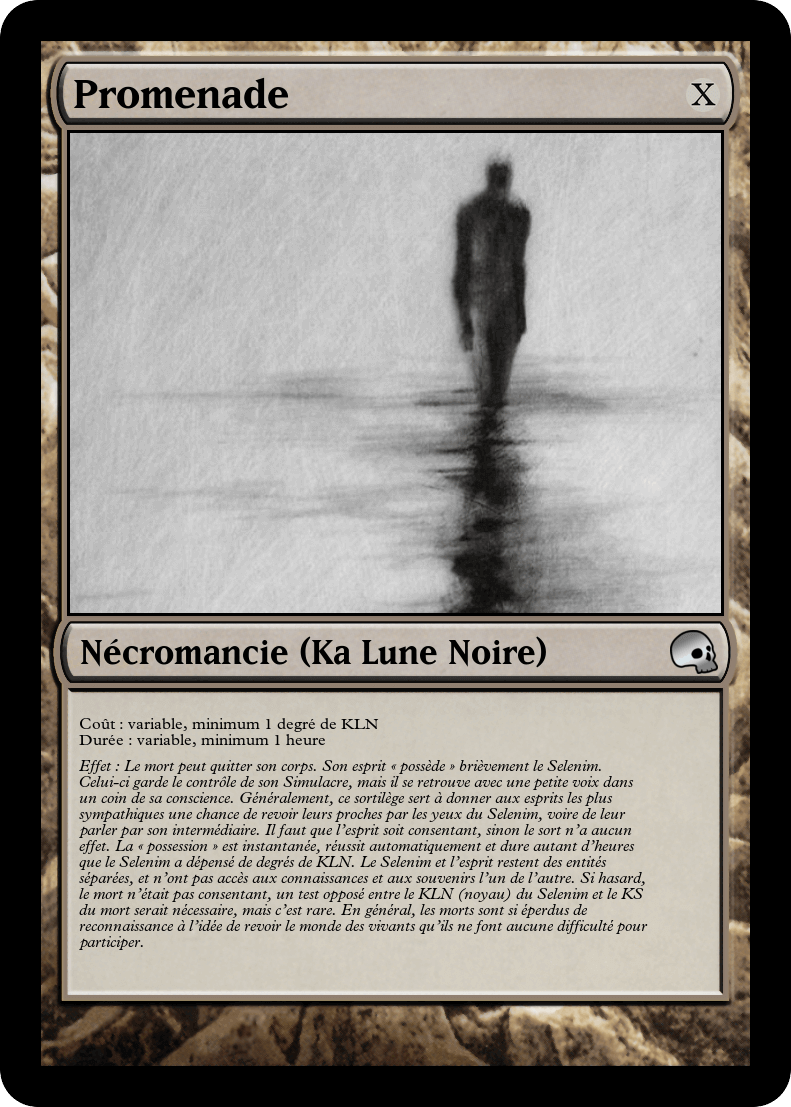 Promenade
X
Nécromancie (Ka Lune Noire)
Coût : variable, minimum 1 degré de KLN
Durée : variable, minimum 1 heure
Effet : Le mort peut quitter son corps. Son esprit « possède » brièvement le Selenim.
Celui-ci garde le contrôle de son Simulacre, mais il se retrouve avec une petite voix dans
un coin de sa conscience. Généralement, ce sortilège sert à donner aux esprits les plus
sympathiques une chance de revoir leurs proches par les yeux du Selenim, voire de leur
parler par son intermédiaire. Il faut que l'esprit soit consentant, sinon le sort n'a aucun
effet. La « possession » est instantanée, réussit automatiquement et dure autant d'heures
que le Selenim a dépensé de degrés de KLN. Le Selenim et l'esprit restent des entités
séparées, et n'ont pas accès aux connaissances et aux souvenirs l'un de l'autre. Si hasard,
le mort n'était pas consentant, un test opposé entre le KLN (noyau) du Selenim et le KS
du mort serait nécessaire, mais c'est rare. En général, les morts sont si éperdus de
reconnaissance à l'idée de revoir le monde des vivants qu'ils ne font aucune difficulté pour
participer.